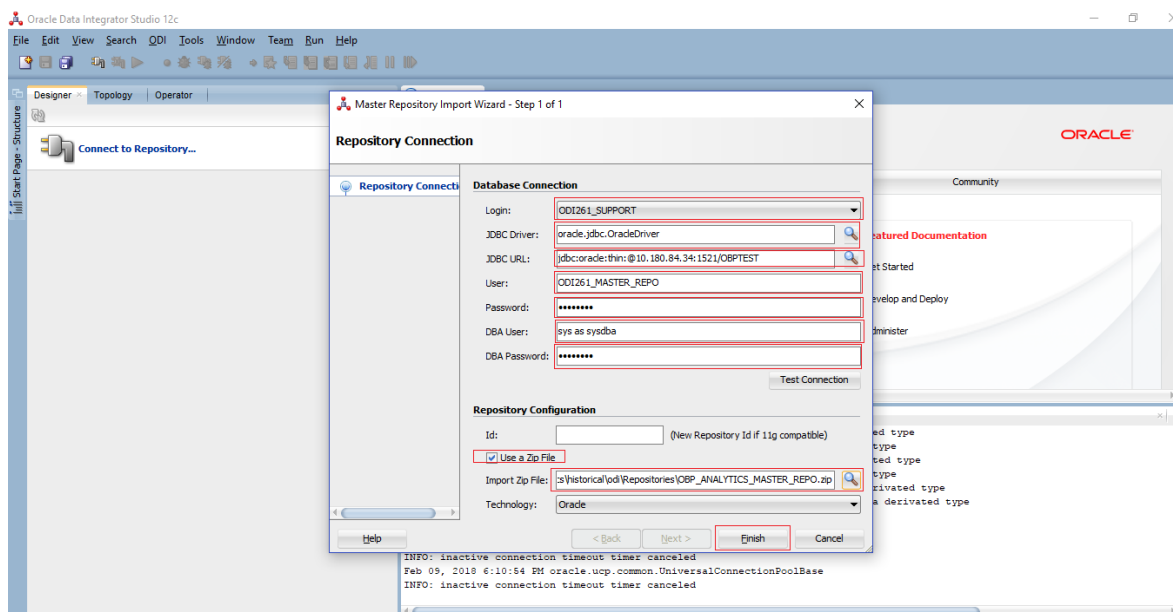 Oracle Data Integrator Studio 12c
File Edit View Search ODI Tools Window Team Run Help
Designer Topology Operator
Start Page - Structure
Connect to Repository...
Master Repository Import Wizard - Step 1 of 1
Repository Connection
Repository Connecti
Database Connection
Login: ODI261_SUPPORT
JDBC Driver: oracle.jdbc.OracleDriver
JDBC URL: jdbc:oracle:thin:@10.180.84.34:1521/OBPTEST
User: ODI261_MASTER_REPO
Password: ••••••••
DBA User: sys as sysdba
DBA Password: ••••••••
Test Connection
Repository Configuration
Id: (New Repository Id if 11g compatible)
Use a Zip File
Import Zip File: :s\historical\odi\Repositories\OBP_ANALYTICS_MASTER_REPO.zip
Technology: Oracle
Help < Back Next > Finish Cancel
ORACLE
Community
eatured Documentation
et Started
evelop and Deploy
dminister
ed type
type
ted type
type
rivated type
a derivated type
INFO: inactive connection timeout timer canceled
Feb 09, 2018 6:10:54 PM oracle.ucp.common.UniversalConnectionPoolBase
INFO: inactive connection timeout timer canceled